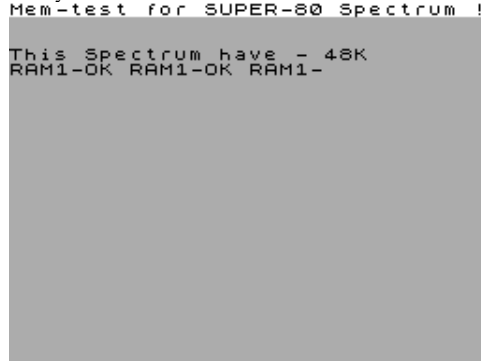 Mem-test for SUPER-80 Spectrum !
This Spectrum have - 48K
RAM1-OK RAM1-OK RAM1-